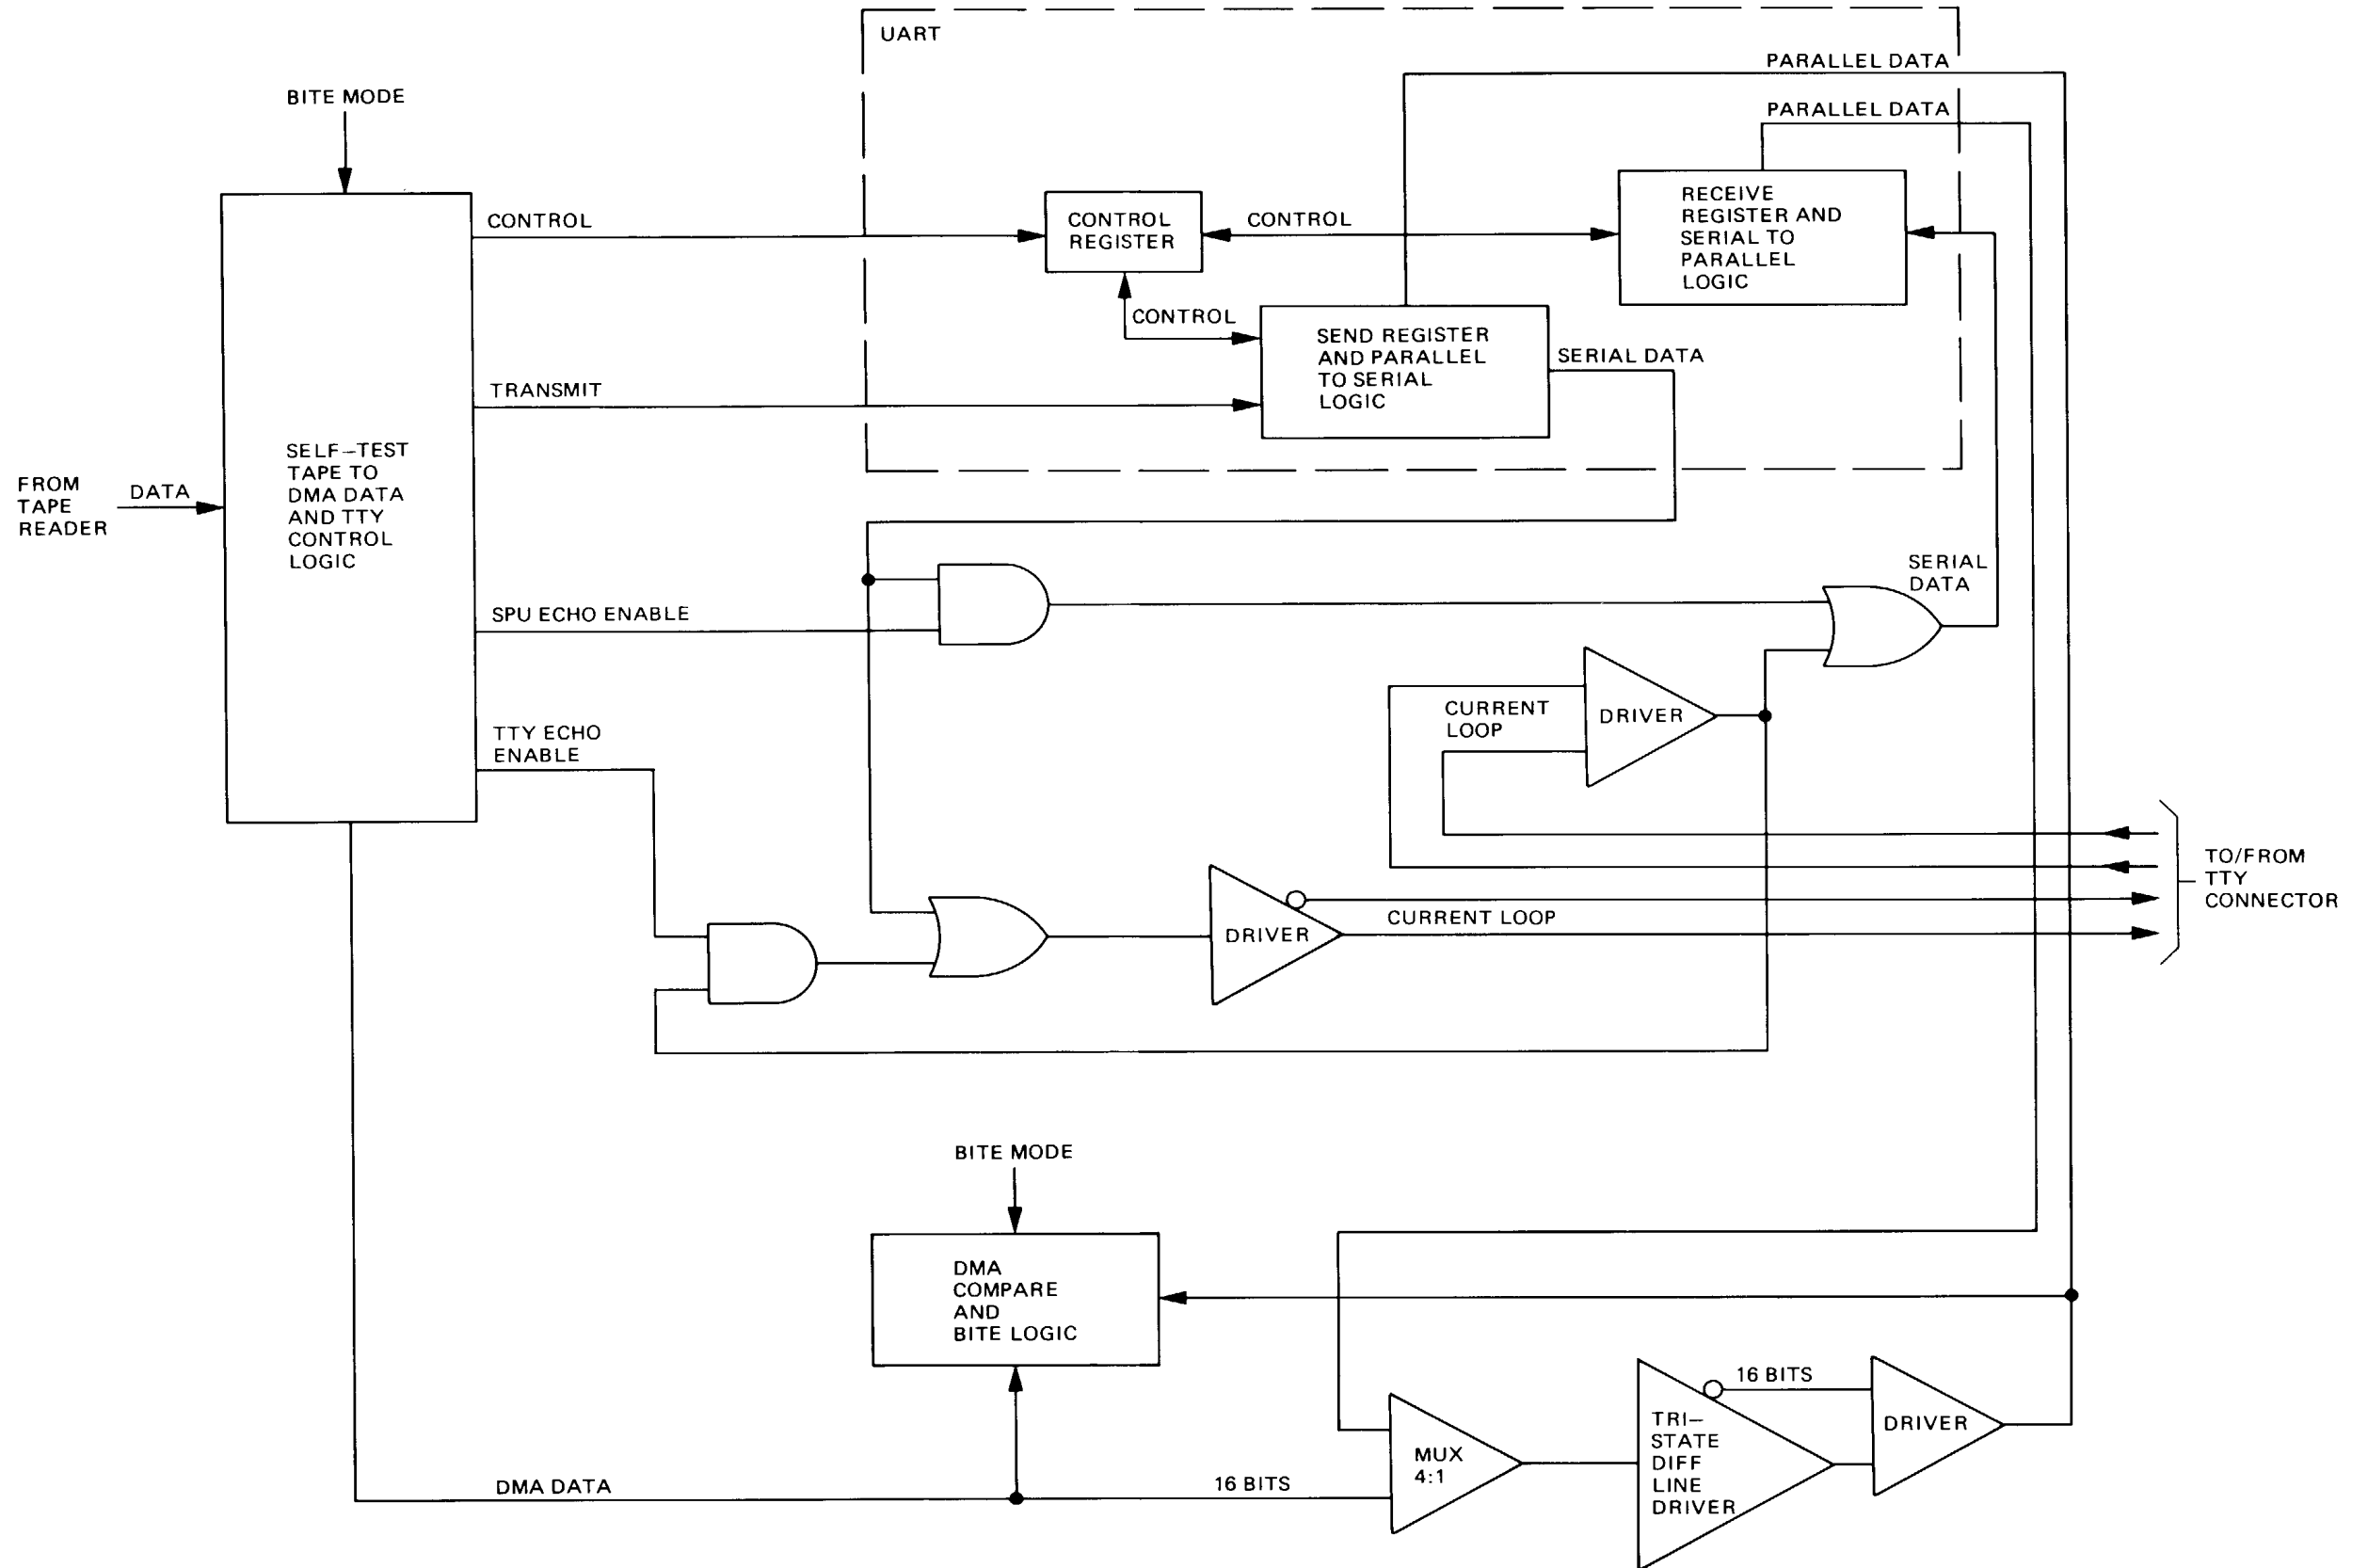 UART
PARALLEL DATA
BITE MODE
PARALLEL DATA
RECEIVE
REGISTER AND
SERIAL TO
PARALLEL
LOGIC
CONTROL
CONTROL
REGISTER
CONTROL
CONTROL
SEND REGISTER
AND PARALLEL
TO SERIAL
LOGIC
SERIAL DATA
TRANSMIT
SELF-TEST
TAPE TO
DMA DATA
AND TTY
CONTROL
LOGIC
FROM
TAPE
READER
DATA
SERIAL
DATA
SPU ECHO ENABLE
CURRENT
LOOP
DRIVER
TTY ECHO
ENABLE
TO/FROM
TTY
CONNECTOR
DRIVER
CURRENT LOOP
BITE MODE
DMA
COMPARE
AND
BITE LOGIC
16 BITS
TRI-
STATE
DIFF
LINE
DRIVER
DRIVER
MUX
4:1
DMA DATA
16 BITS